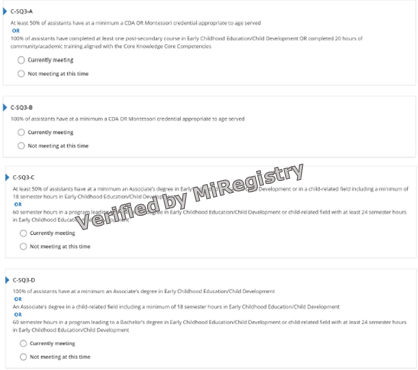 C-SQ3-A
At least 50% of assistants have at a minimum a CDA OR Montessori credential appropriate to age served
OR
100% of assistants have completed at least one post-secondary course in Early Childhood Education/Child Development OR completed 20 hours of
community/academic training aligned with the Core Knowledge Core Competencies
Currently meeting
Not meeting at this time
C-SQ3-B
100% of assistants have at a minimum a CDA OR Montessori credential appropriate to age served
Currently meeting
Not meeting at this time
C-SQ3-C
At least 50% of assistants have at a minimum an Associate's degree in Early Development or in a child-related field including a minimum of
18 semester hours in Early Childhood Education/Child
OR
60 semester hours in a program leading in Early Childhood Education/Child Development or child-related field with at least 24 semester hours
in Early Childhood
Verified by MiRegistry
Currently meeting
Not meeting at this time
C-SQ3-D
100% of assistants have at a minimum an Associate's degree in Early Childhood Education/Child Development
OR
An Associate's degree in a child-related field including a minimum of 18 semester hours in Early Childhood Education/Child Development
OR
60 semester hours in a program leading to a Bachelor's degree in Early Childhood Education/Child Development or child-related field with at least 24 semester hours
in Early Childhood Education/Child Development
Currently meeting
Not meeting at this time